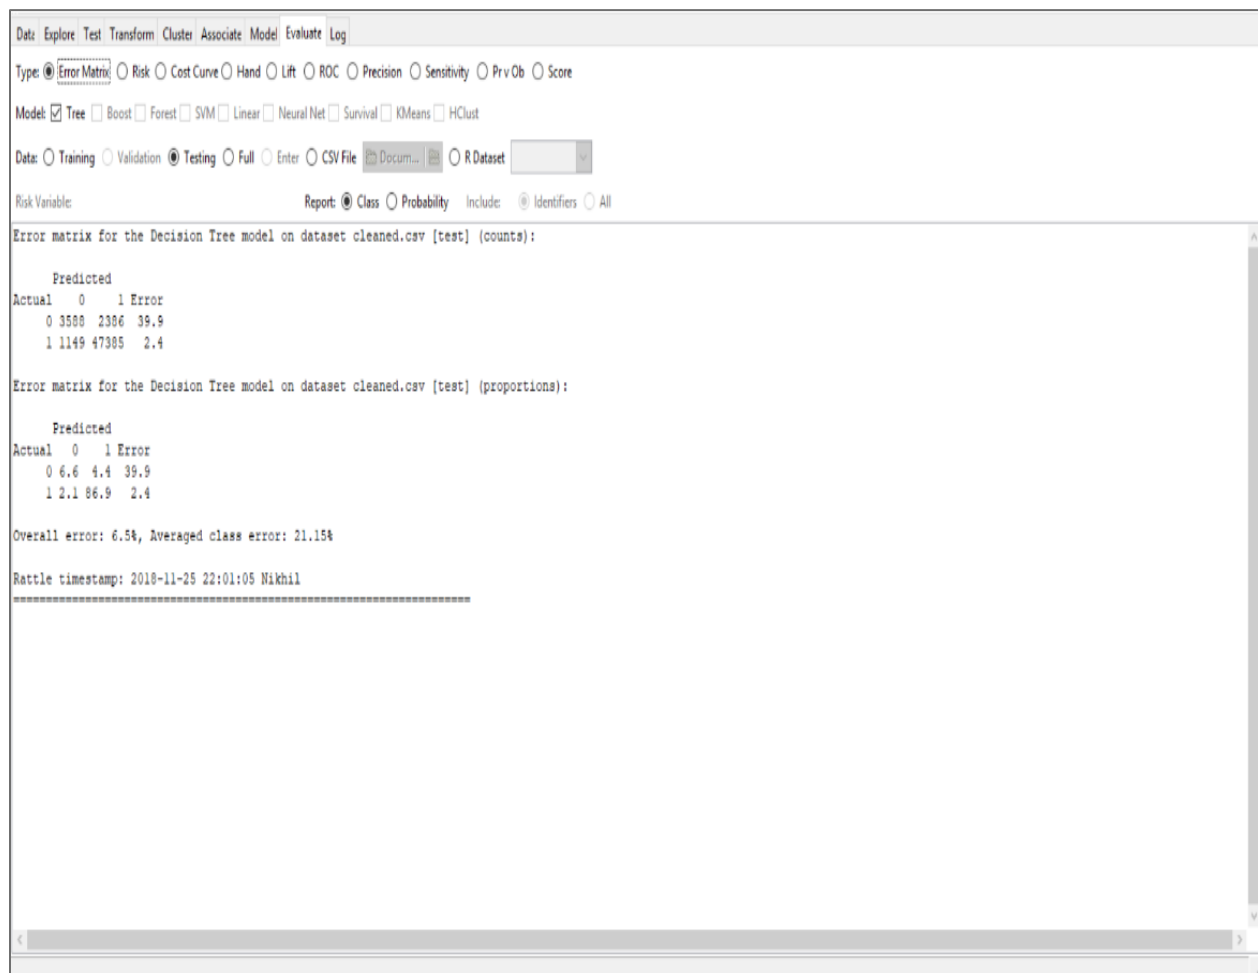 Data Explore Test Transform Cluster Associate Model Evaluate Log
Type: Error Matrix Risk Cost Curve Hand Lift ROC Precision Sensitivity Pr v Ob Score
Model: Tree Boost Forest SVM Linear Neural Net Survival KMeans HClust
Data: Training Validation Testing Full Enter CSV File Docum... R Dataset
Risk Variable: Report: Class Probability Include: Identifiers All
Error matrix for the Decision Tree model on dataset cleaned.csv [test] (counts):
Predicted
Actual 0 1 Error
0 3588 2386 39.9
1 1149 47385 2.4
Error matrix for the Decision Tree model on dataset cleaned.csv [test] (proportions):
Predicted
Actual 0 1 Error
0 6.6 4.4 39.9
1 2.1 86.9 2.4
Overall error: 6.5%, Averaged class error: 21.15%
Rattle timestamp: 2018-11-25 22:01:05 Nikhil
======================================================================